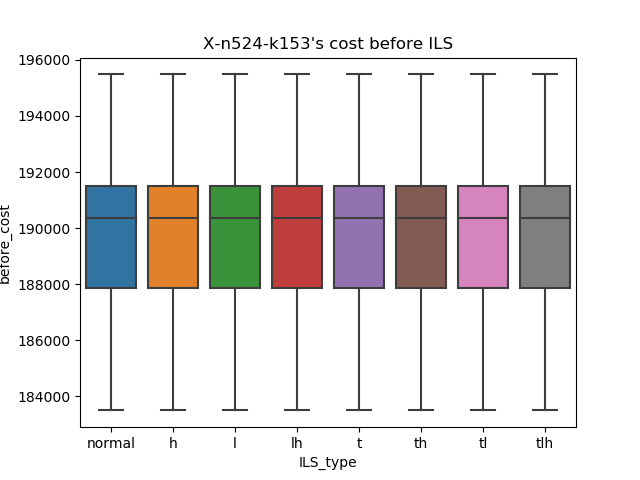 X-n524-k153's cost before ILS
196000
194000
192000
190000
188000
186000
184000
before_cost
normal h l lh t th tl tlh
ILS_type